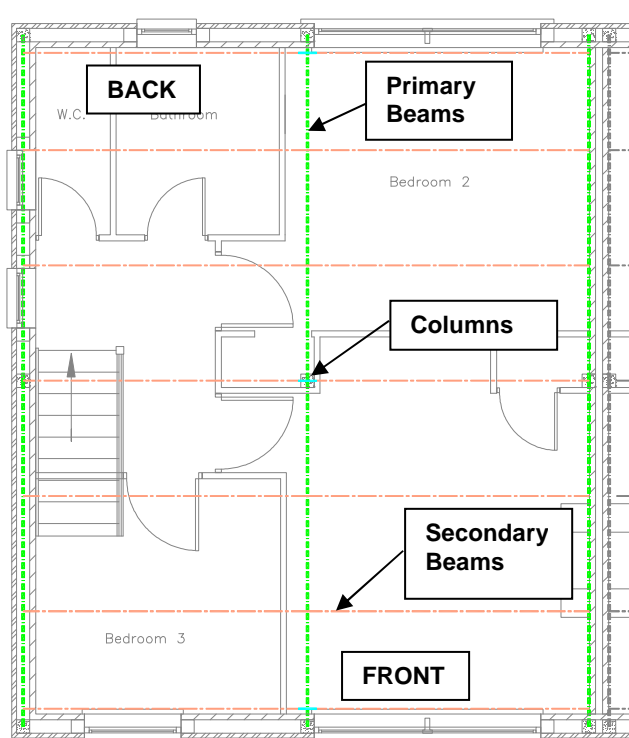 BACK
Primary
Beams
W.C.
Bathroom
Bedroom 2
Columns
Secondary
Beams
Bedroom 3
FRONT